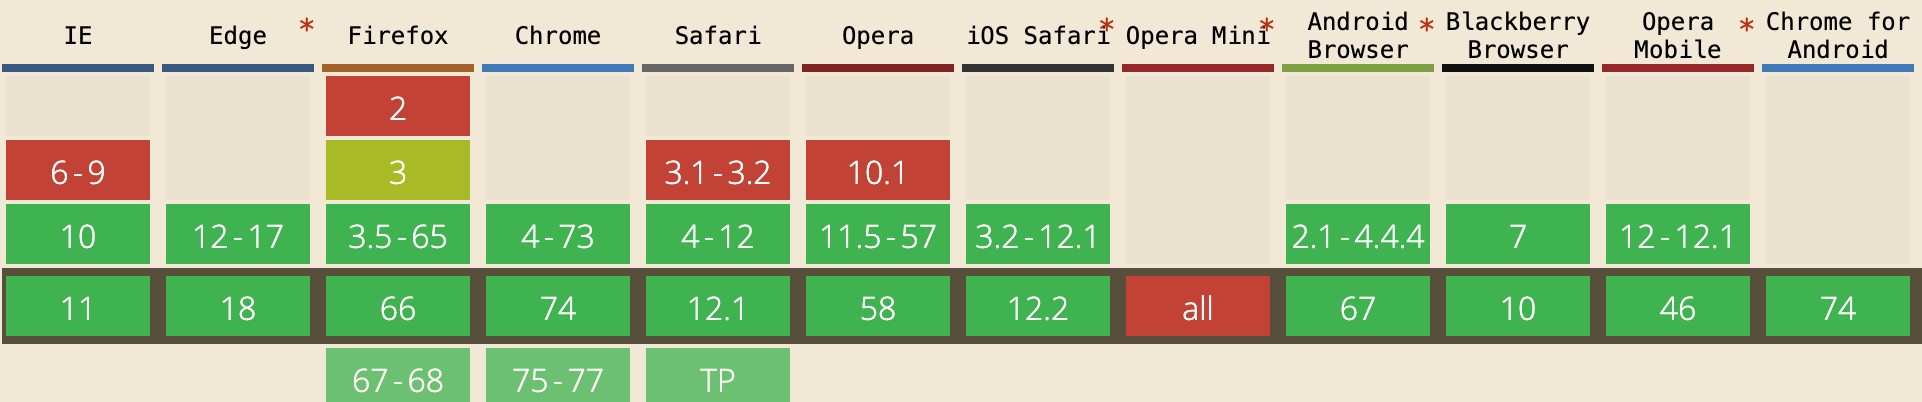 IE Edge * Firefox Chrome Safari Opera iOS Safari * Opera Mini * Android Browser * Blackberry Browser Opera Mobile * Chrome for Android
2
6-9 3 3.1-3.2 10.1
10 12-17 3.5-65 4-73 4-12 11.5-57 3.2-12.1 2.1-4.4.4 7 12-12.1
11 18 66 74 12.1 58 12.2 all 67 10 46 74
67-68 75-77 TP